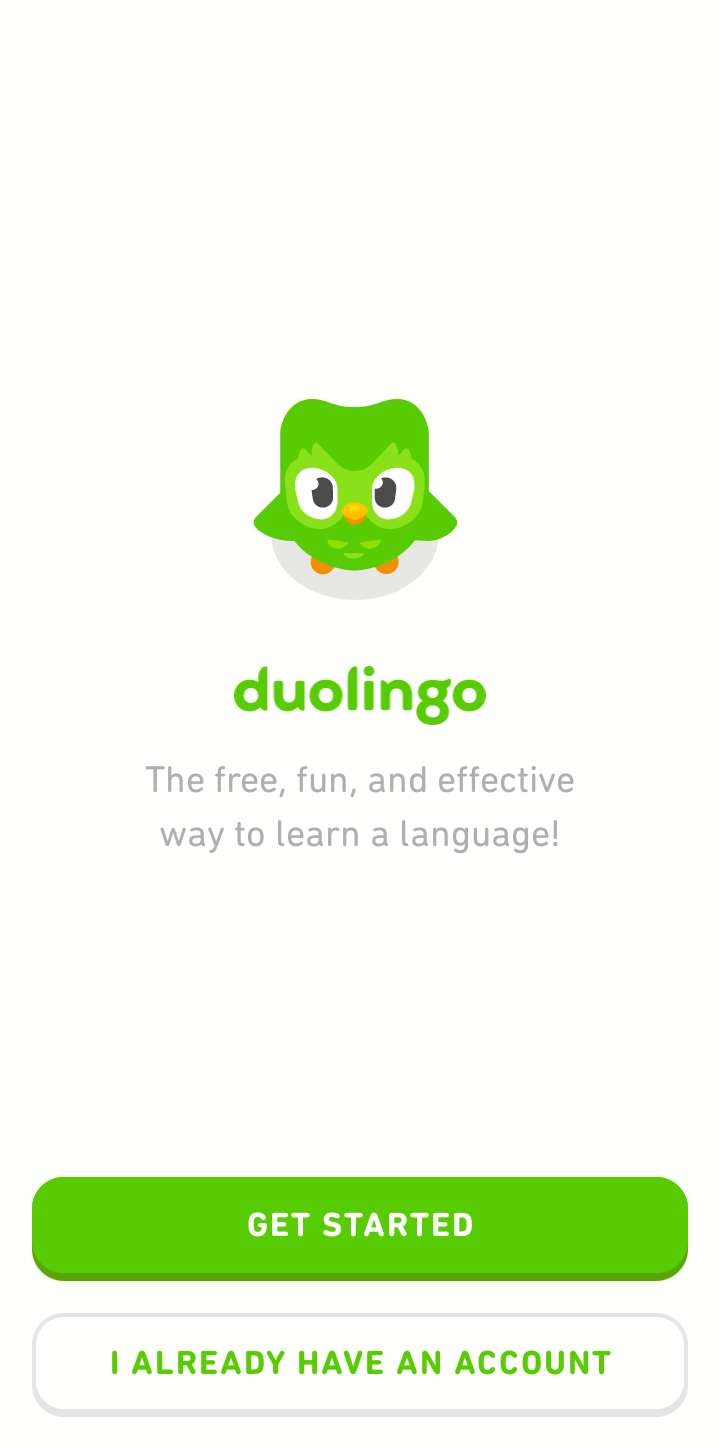 duolingo
The free, fun, and effective
way to learn a language!
GET STARTED
I ALREADY HAVE AN ACCOUNT